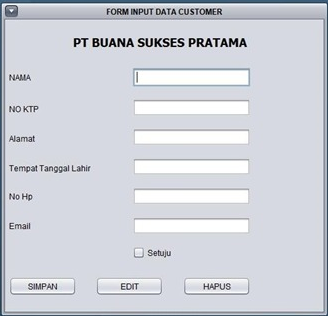 FORM INPUT DATA CUSTOMER
PT BUANA SUKSES PRATAMA
NAMA
NO KTP
Alamat
Tempat Tanggal Lahir
No Hp
Email
Setuju
SIMPAN EDIT HAPUS